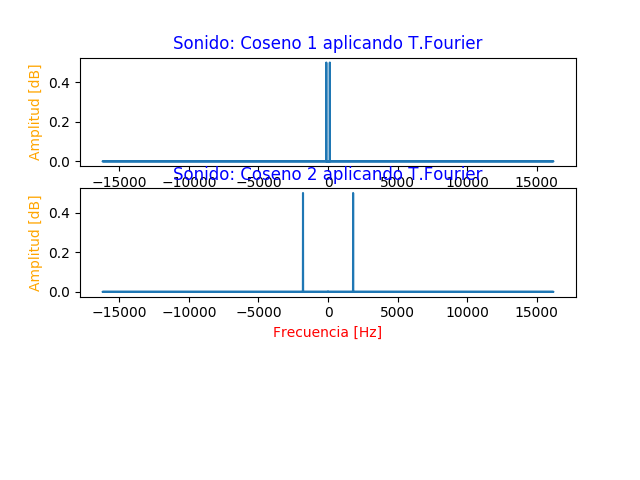 Sonido: Coseno 1 aplicando T.Fourier
Amplitud [dB]
0.4
0.2
0.0
−15000 −10000 −5000 0 5000 10000 15000
Sonido: Coseno 2 aplicando T.Fourier
Amplitud [dB]
0.4
0.2
0.0
−15000 −10000 −5000 0 5000 10000 15000
Frecuencia [Hz]